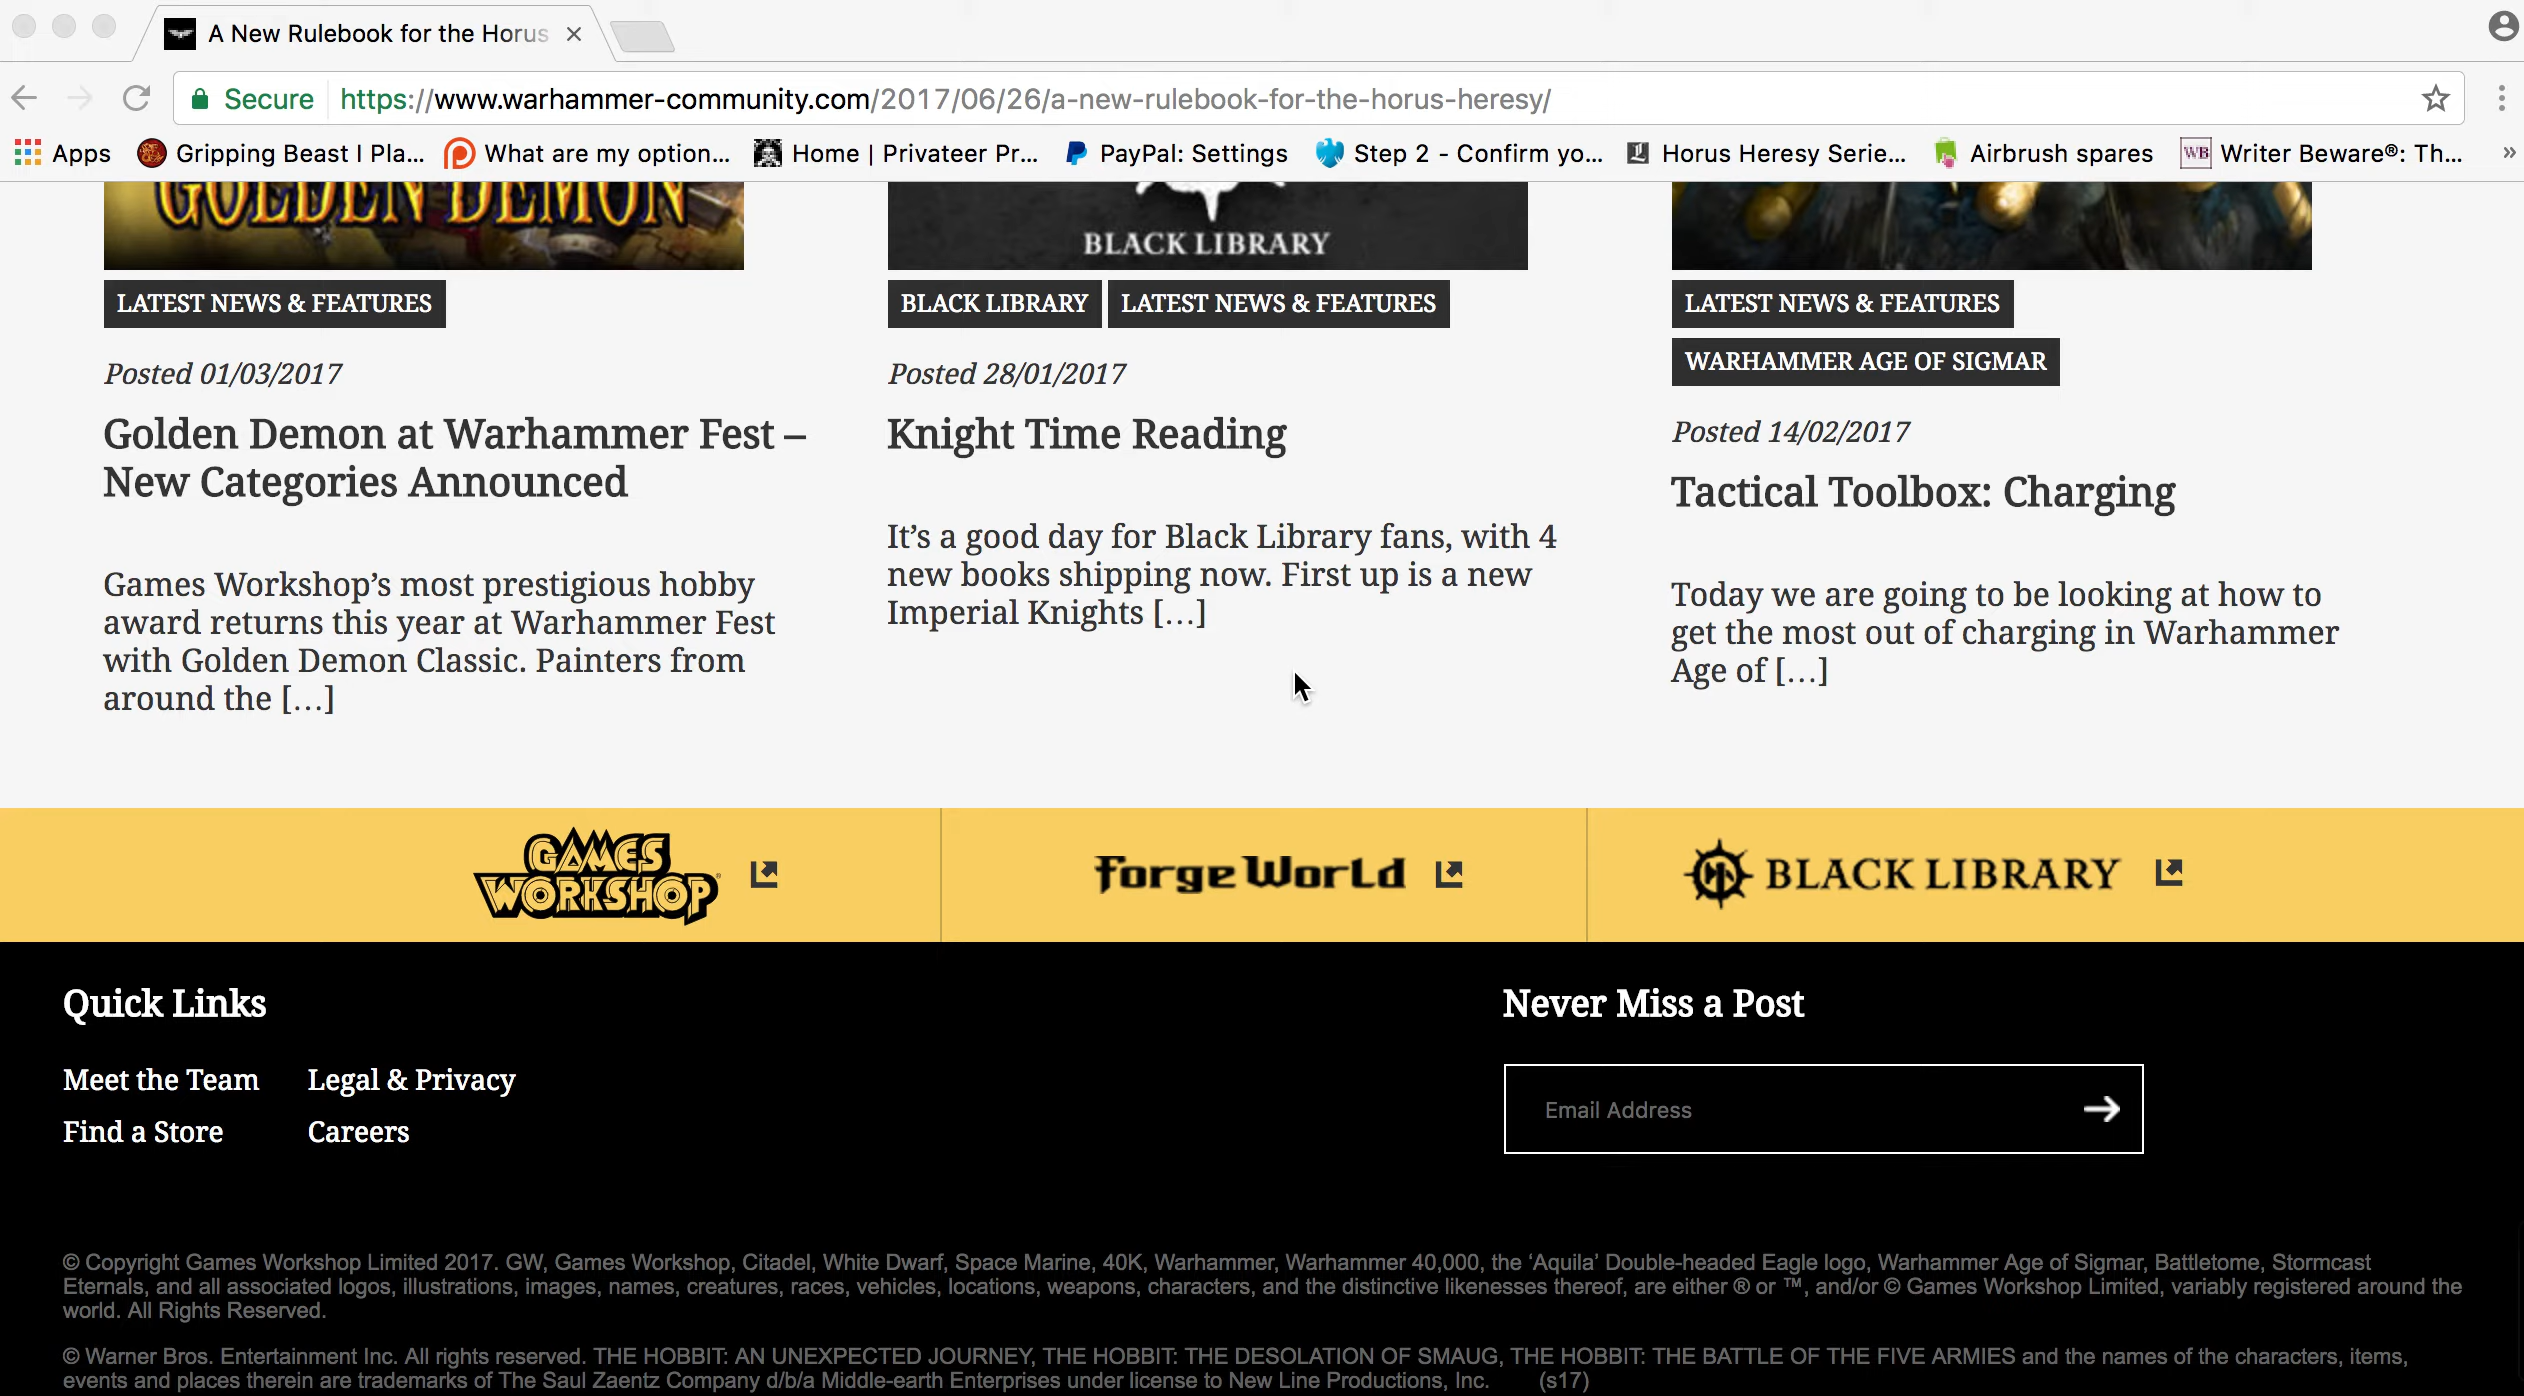 A New Rulebook for the Horus
Secure https://www.warhammer-community.com/2017/06/26/a-new-rulebook-for-the-horus-heresy/
Apps Gripping Beast I Pla... What are my option... Home | Privateer Pr... PayPal: Settings Step 2 - Confirm yo... Horus Heresy Serie... Airbrush spares WB Writer Beware®: Th... »
GOLDEN DEMON
BLACK LIBRARY
LATEST NEWS & FEATURES
Posted 01/03/2017
Golden Demon at Warhammer Fest –
New Categories Announced
Games Workshop’s most prestigious hobby
award returns this year at Warhammer Fest
with Golden Demon Classic. Painters from
around the […]
BLACK LIBRARY LATEST NEWS & FEATURES
Posted 28/01/2017
Knight Time Reading
It’s a good day for Black Library fans, with 4
new books shipping now. First up is a new
Imperial Knights […]
LATEST NEWS & FEATURES
WARHAMMER AGE OF SIGMAR
Posted 14/02/2017
Tactical Toolbox: Charging
Today we are going to be looking at how to
get the most out of charging in Warhammer
Age of […]
GAMES
WORKSHOP®
Forge World
BLACK LIBRARY
Quick Links
Meet the Team Legal & Privacy
Find a Store Careers
Never Miss a Post
Email Address
© Copyright Games Workshop Limited 2017. GW, Games Workshop, Citadel, White Dwarf, Space Marine, 40K, Warhammer, Warhammer 40,000, the ‘Aquila’ Double-headed Eagle logo, Warhammer Age of Sigmar, Battletome, Stormcast
Eternals, and all associated logos, illustrations, images, names, creatures, races, vehicles, locations, weapons, characters, and the distinctive likenesses thereof, are either ® or ™, and/or © Games Workshop Limited, variably registered around the
world. All Rights Reserved.
© Warner Bros. Entertainment Inc. All rights reserved. THE HOBBIT: AN UNEXPECTED JOURNEY, THE HOBBIT: THE DESOLATION OF SMAUG, THE HOBBIT: THE BATTLE OF THE FIVE ARMIES and the names of the characters, items,
events and places therein are trademarks of The Saul Zaentz Company d/b/a Middle-earth Enterprises under license to New Line Productions, Inc. (s17)